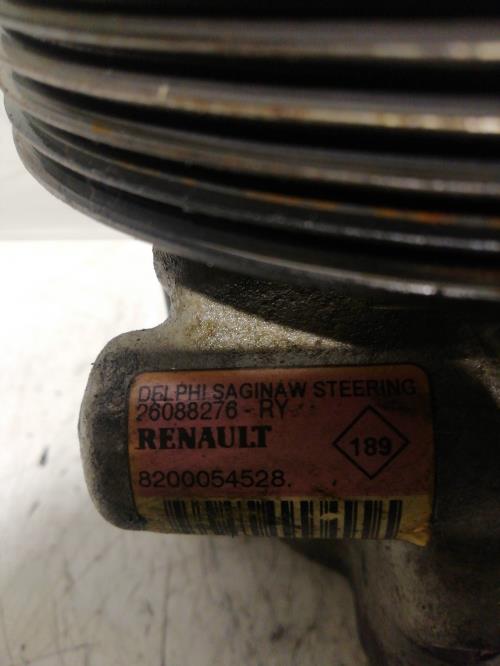 DELPHI SAGINAW STEERING
26088276-RY
RENAULT
189
8200054528.